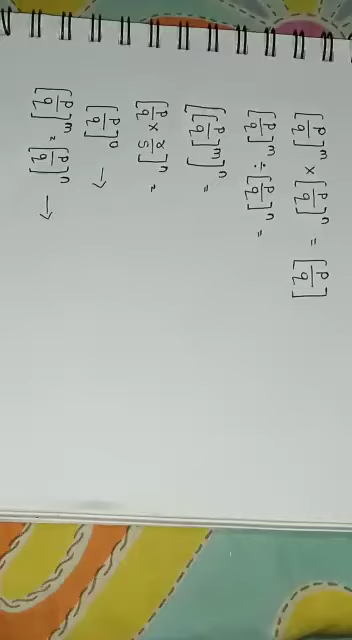 [p/q]^m × [p/q]^n = [p/q]
[p/q]^m ÷ [p/q]^n =
[[p/q]^m]^n =
[p/q × r/s]^n =
[p/q]^0 →
[p/q]^m = [p/q]^n →